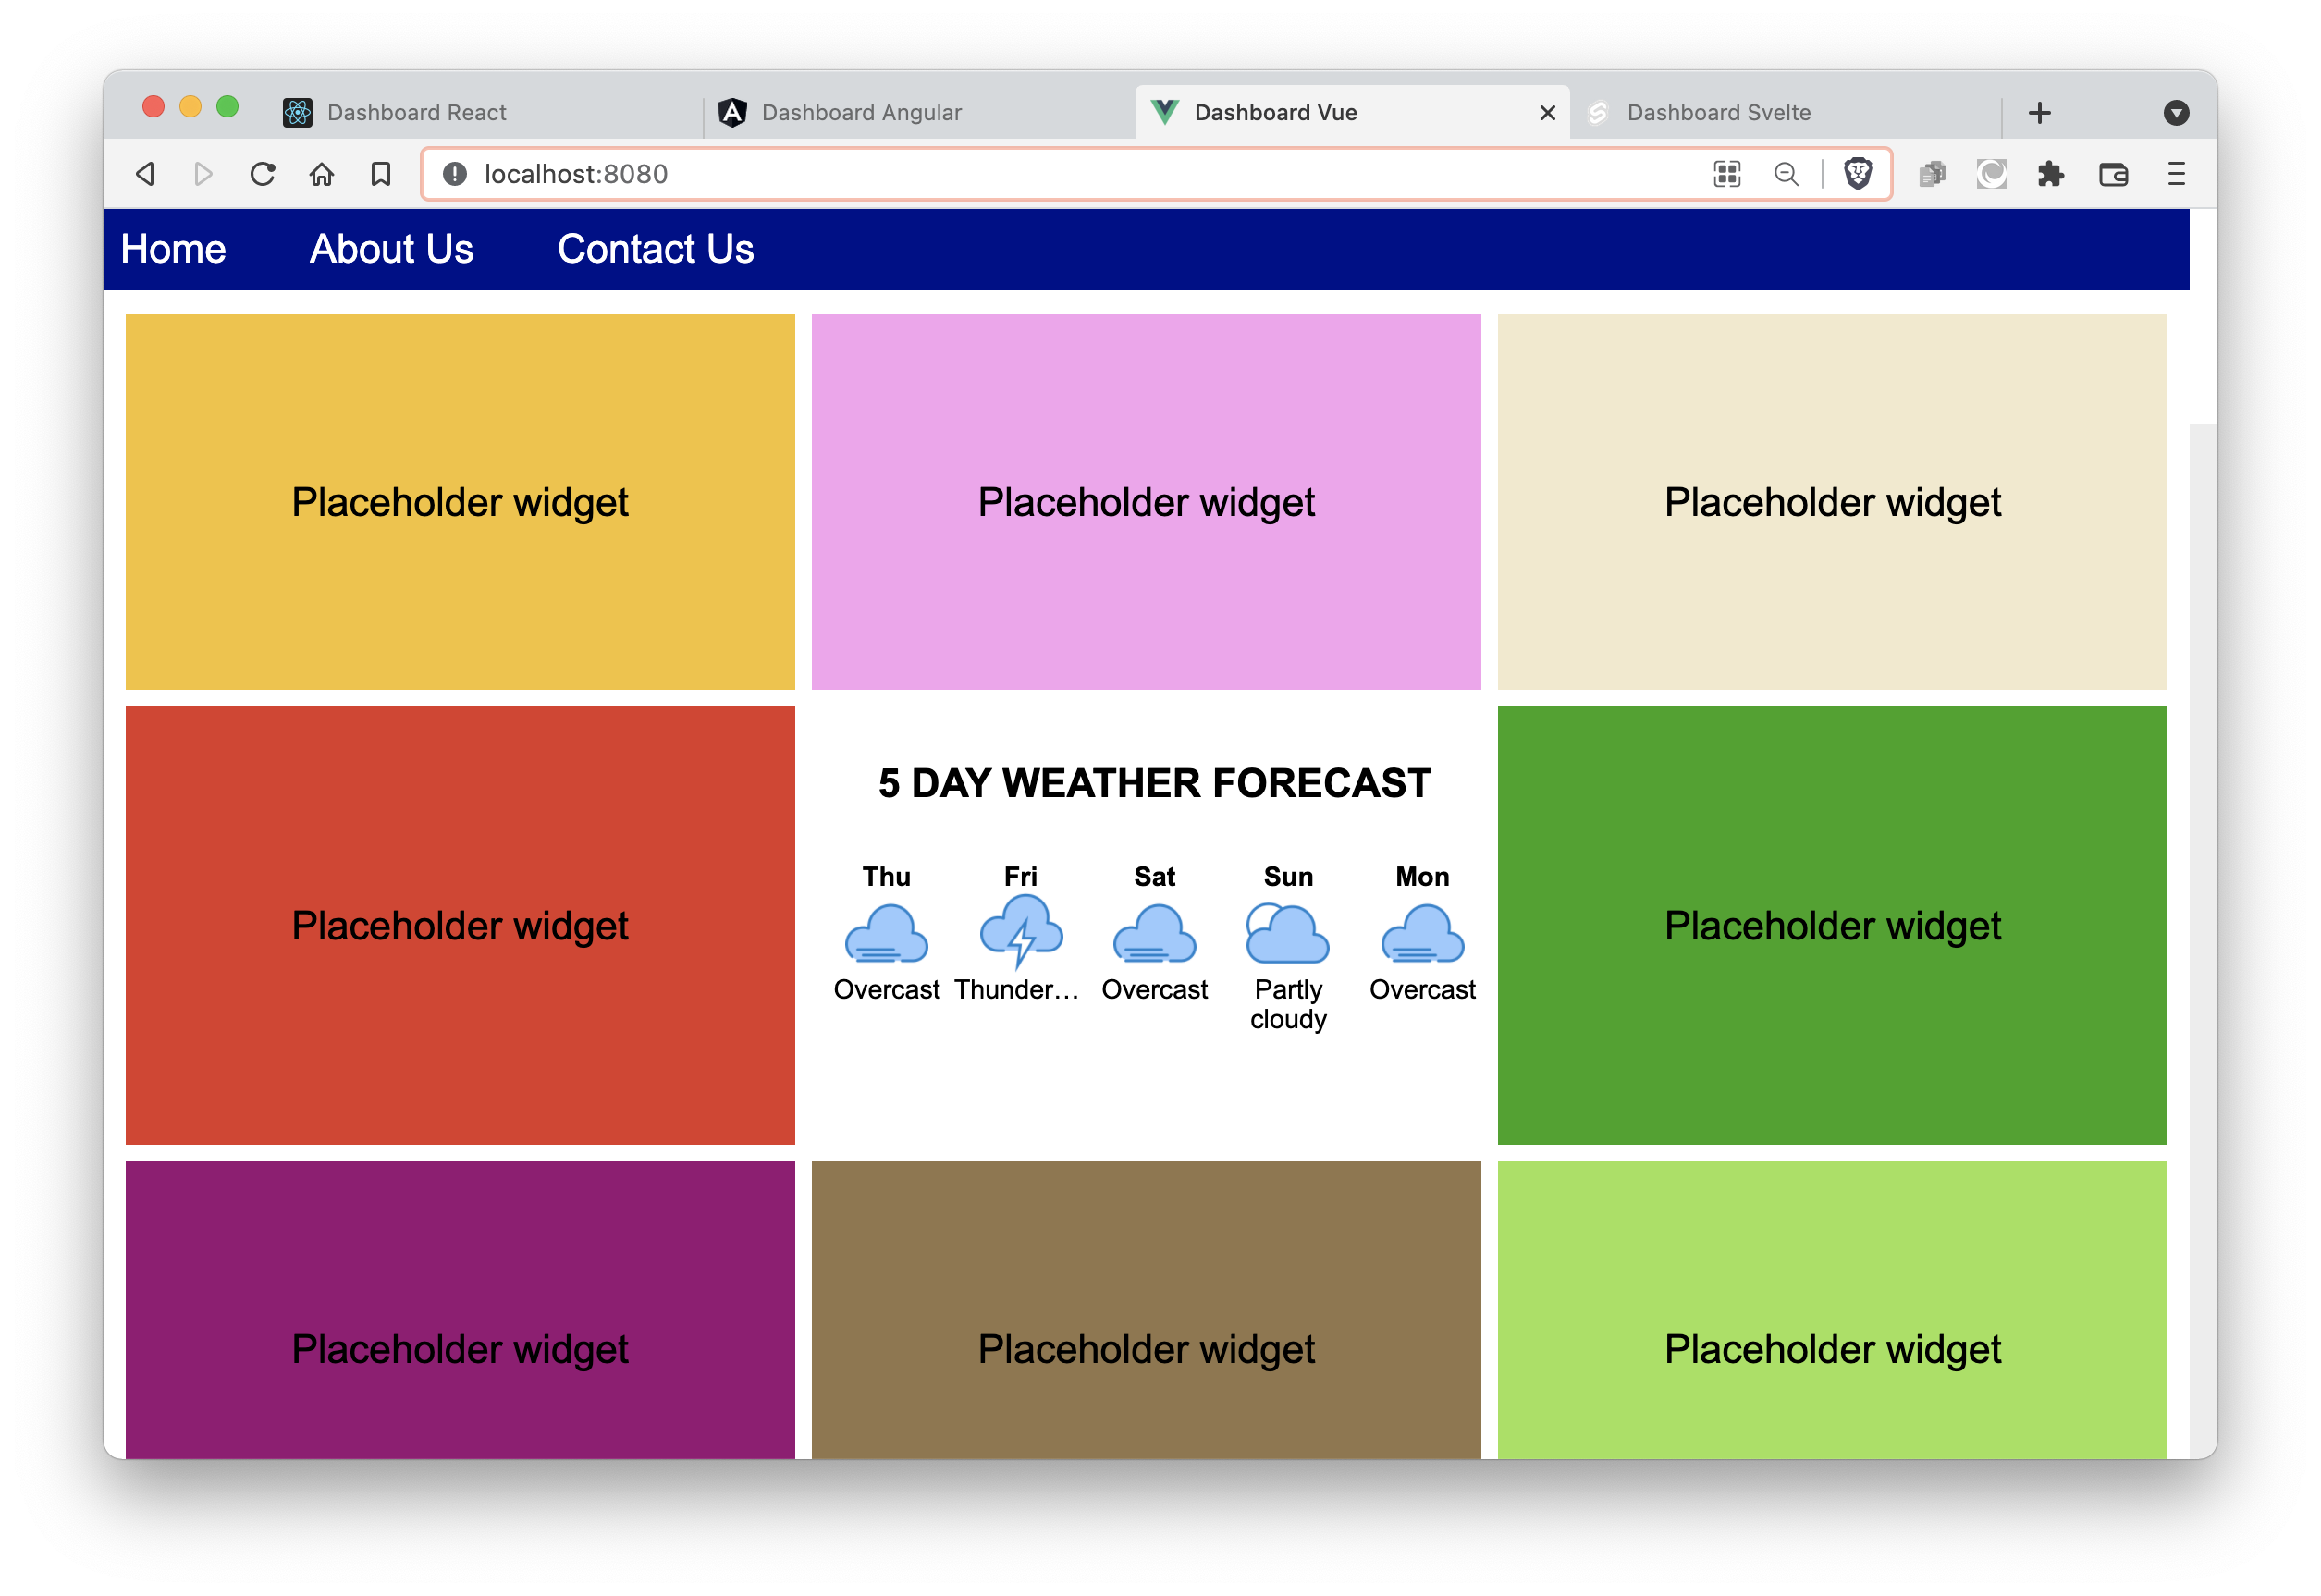 Dashboard React
Dashboard Angular
Dashboard Vue
Dashboard Svelte
localhost:8080
Home
About Us
Contact Us
Placeholder widget
Placeholder widget
Placeholder widget
Placeholder widget
5 DAY WEATHER FORECAST
Thu
Fri
Sat
Sun
Mon
Overcast
Thunder…
Overcast
Partly
cloudy
Overcast
Placeholder widget
Placeholder widget
Placeholder widget
Placeholder widget